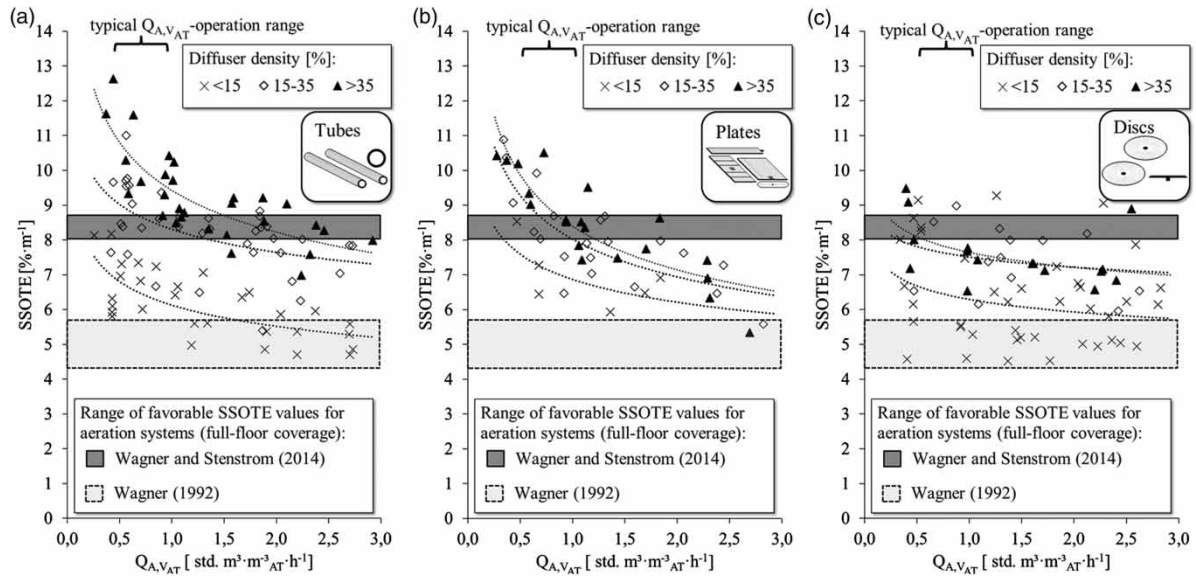 (a)
typical Q_A,V_AT-operation range
Diffuser density [%]:
× <15 ◇ 15-35 ▲ >35
Tubes
SSOTE [%·m⁻¹]
14
13
12
11
10
9
8
7
6
5
4
3
2
1
0
Range of favorable SSOTE values for
aeration systems (full-floor coverage):
Wagner and Stenstrom (2014)
Wagner (1992)
0,0 0,5 1,0 1,5 2,0 2,5 3,0
Q_A,V_AT [ std. m³·m⁻³_AT·h⁻¹]
(b)
typical Q_A,V_AT-operation range
Diffuser density [%]:
× <15 ◇ 15-35 ▲ >35
Plates
SSOTE [%·m⁻¹]
14
13
12
11
10
9
8
7
6
5
4
3
2
1
0
Range of favorable SSOTE values for
aeration systems (full-floor coverage):
Wagner and Stenstrom (2014)
Wagner (1992)
0,0 0,5 1,0 1,5 2,0 2,5 3,0
Q_A,V_AT [ std. m³·m⁻³_AT·h⁻¹]
(c)
typical Q_A,V_AT-operation range
Diffuser density [%]:
× <15 ◇ 15-35 ▲ >35
Discs
SSOTE [%·m⁻¹]
14
13
12
11
10
9
8
7
6
5
4
3
2
1
0
Range of favorable SSOTE values for
aeration systems (full-floor coverage):
Wagner and Stenstrom (2014)
Wagner (1992)
0,0 0,5 1,0 1,5 2,0 2,5 3,0
Q_A,V_AT [ std. m³·m⁻³_AT·h⁻¹]